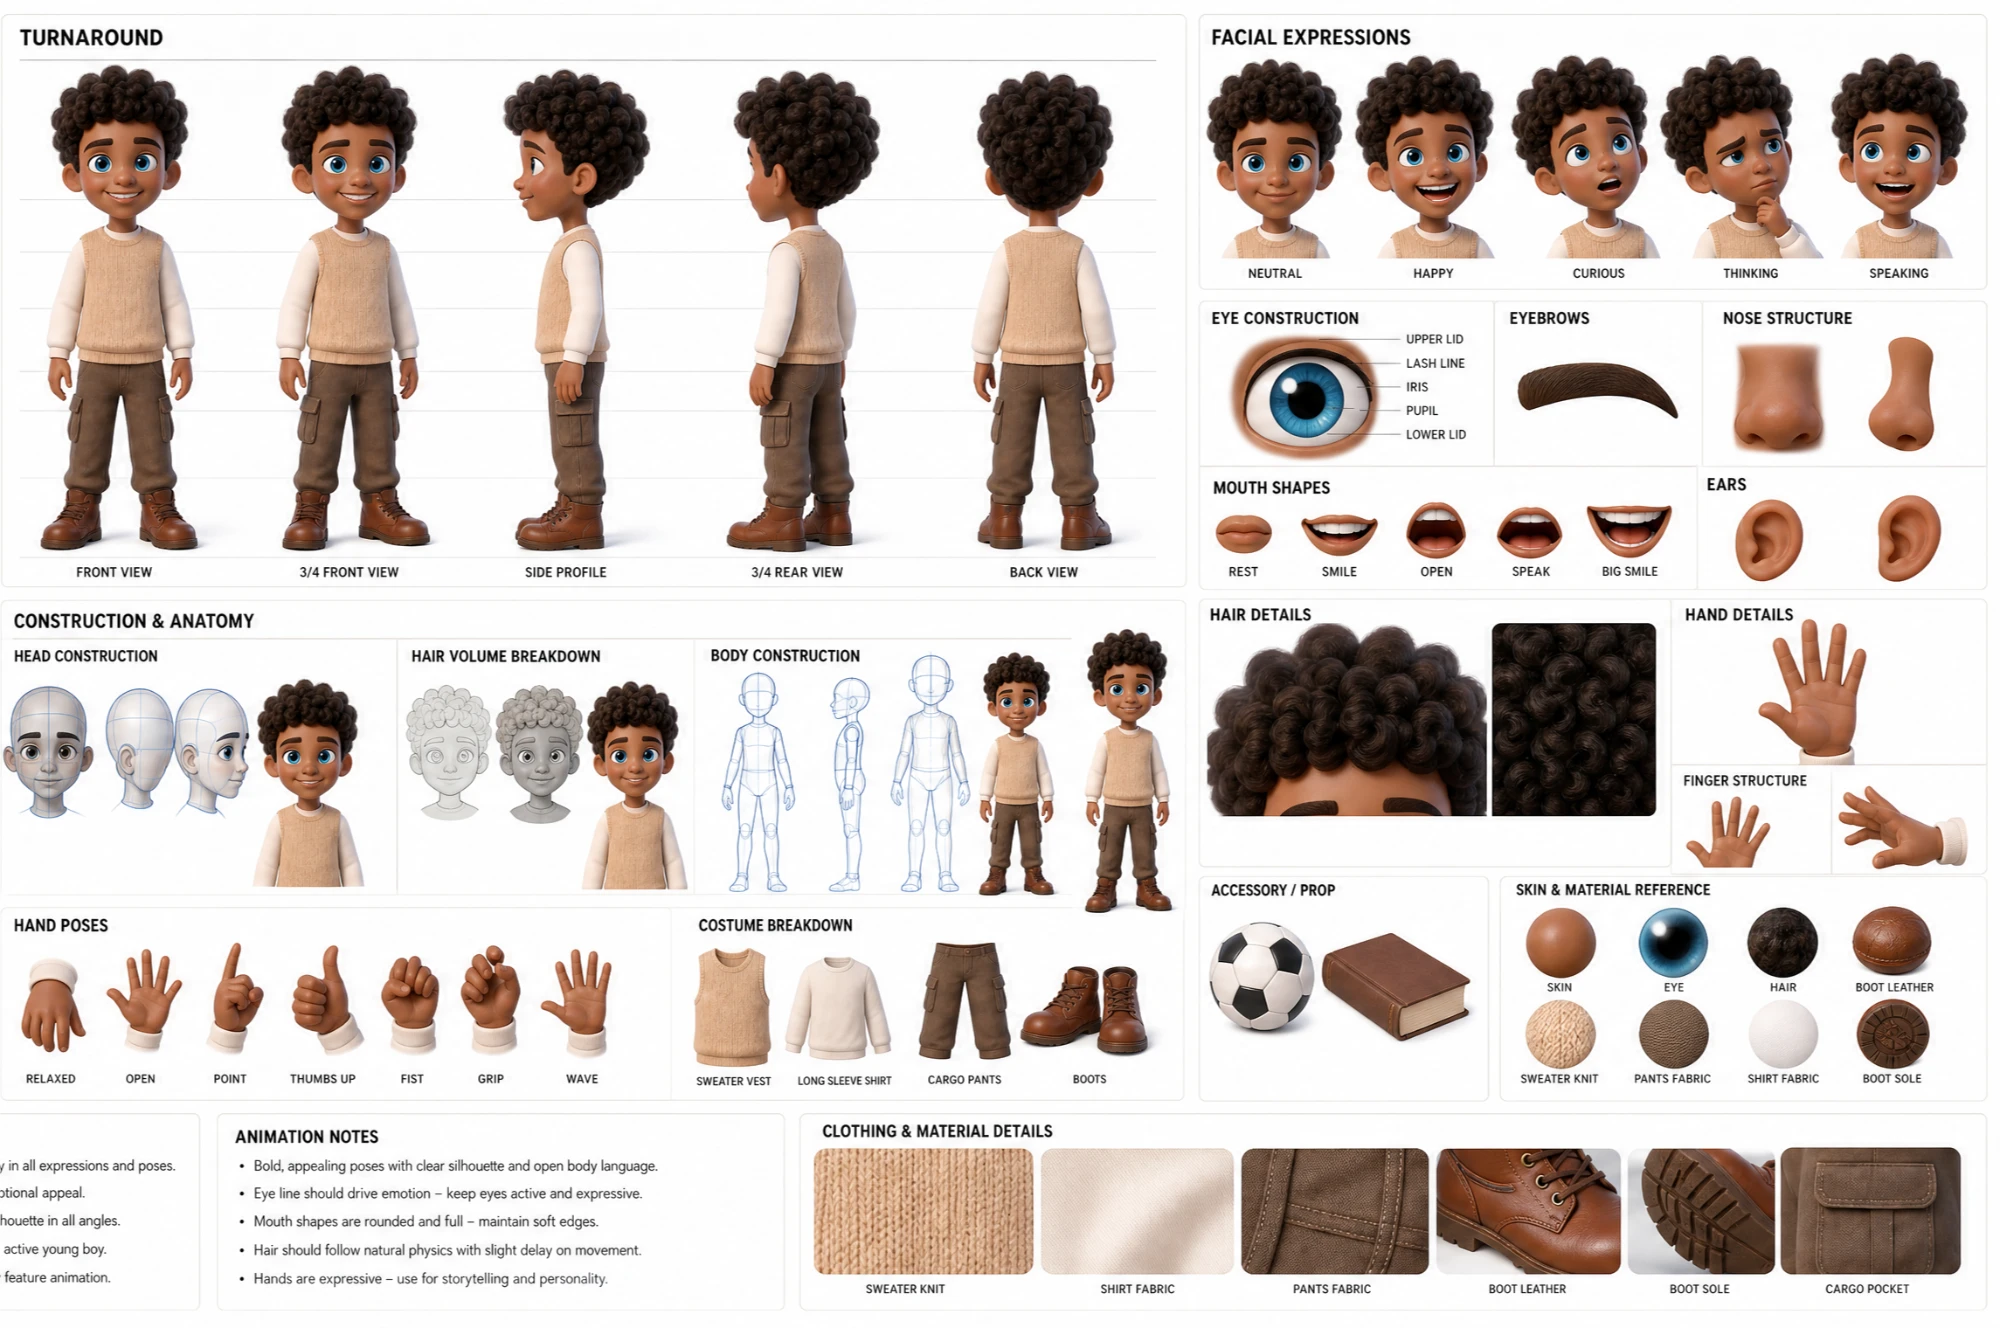 TURNAROUND
FRONT VIEW
3/4 FRONT VIEW
SIDE PROFILE
3/4 REAR VIEW
BACK VIEW
FACIAL EXPRESSIONS
NEUTRAL
HAPPY
CURIOUS
THINKING
SPEAKING
EYE CONSTRUCTION
UPPER LID
LASH LINE
IRIS
PUPIL
LOWER LID
EYEBROWS
NOSE STRUCTURE
MOUTH SHAPES
REST
SMILE
OPEN
SPEAK
BIG SMILE
EARS
CONSTRUCTION & ANATOMY
HEAD CONSTRUCTION
HAIR VOLUME BREAKDOWN
BODY CONSTRUCTION
HAIR DETAILS
HAND DETAILS
FINGER STRUCTURE
HAND POSES
RELAXED
OPEN
POINT
THUMBS UP
FIST
GRIP
WAVE
COSTUME BREAKDOWN
SWEATER VEST
LONG SLEEVE SHIRT
CARGO PANTS
BOOTS
ACCESSORY / PROP
SKIN & MATERIAL REFERENCE
SKIN
EYE
HAIR
BOOT LEATHER
SWEATER KNIT
PANTS FABRIC
SHIRT FABRIC
BOOT SOLE
y in all expressions and poses.
otional appeal.
houette in all angles.
active young boy.
feature animation.
ANIMATION NOTES
• Bold, appealing poses with clear silhouette and open body language.
• Eye line should drive emotion – keep eyes active and expressive.
• Mouth shapes are rounded and full – maintain soft edges.
• Hair should follow natural physics with slight delay on movement.
• Hands are expressive – use for storytelling and personality.
CLOTHING & MATERIAL DETAILS
SWEATER KNIT
SHIRT FABRIC
PANTS FABRIC
BOOT LEATHER
BOOT SOLE
CARGO POCKET